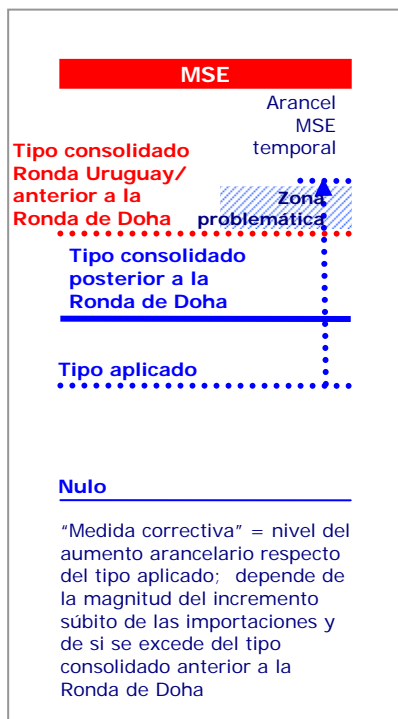 MSE
Arancel
MSE
temporal
Tipo consolidado
Ronda Uruguay/
anterior a la
Ronda de Doha
Zona
problemática
Tipo consolidado
posterior a la
Ronda de Doha
Tipo aplicado
Nulo
“Medida correctiva” = nivel del
aumento arancelario respecto
del tipo aplicado;  depende de
la magnitud del incremento
súbito de las importaciones y
de si se excede del tipo
consolidado anterior a la
Ronda de Doha